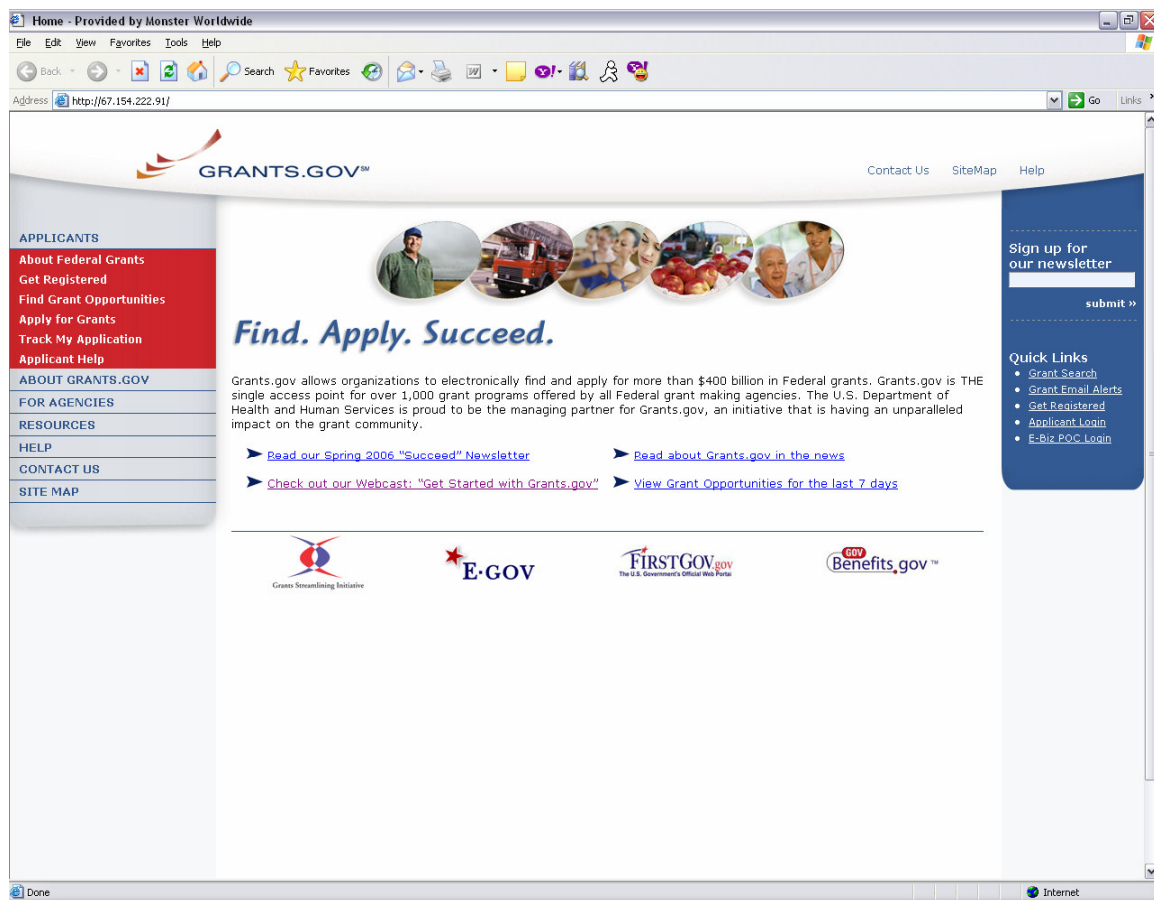 Home - Provided by Monster Worldwide
File Edit View Favorites Tools Help
Back Search Favorites
Address http://67.154.222.91/ Go Links
GRANTS.GOV℠
Contact Us SiteMap Help
APPLICANTS
About Federal Grants
Get Registered
Find Grant Opportunities
Apply for Grants
Track My Application
Applicant Help
ABOUT GRANTS.GOV
FOR AGENCIES
RESOURCES
HELP
CONTACT US
SITE MAP
Find. Apply. Succeed.
Grants.gov allows organizations to electronically find and apply for more than $400 billion in Federal grants. Grants.gov is THE
single access point for over 1,000 grant programs offered by all Federal grant making agencies. The U.S. Department of
Health and Human Services is proud to be the managing partner for Grants.gov, an initiative that is having an unparalleled
impact on the grant community.
Read our Spring 2006 "Succeed" Newsletter
Read about Grants.gov in the news
Check out our Webcast: "Get Started with Grants.gov"
View Grant Opportunities for the last 7 days
Grants Streamlining Initiative
E·GOV
FIRSTGOV.gov
The U.S. Government's Official Web Portal
GOV
Benefits.gov ™
Sign up for
our newsletter
submit »
Quick Links
Grant Search
Grant Email Alerts
Get Registered
Applicant Login
E-Biz POC Login
Done Internet